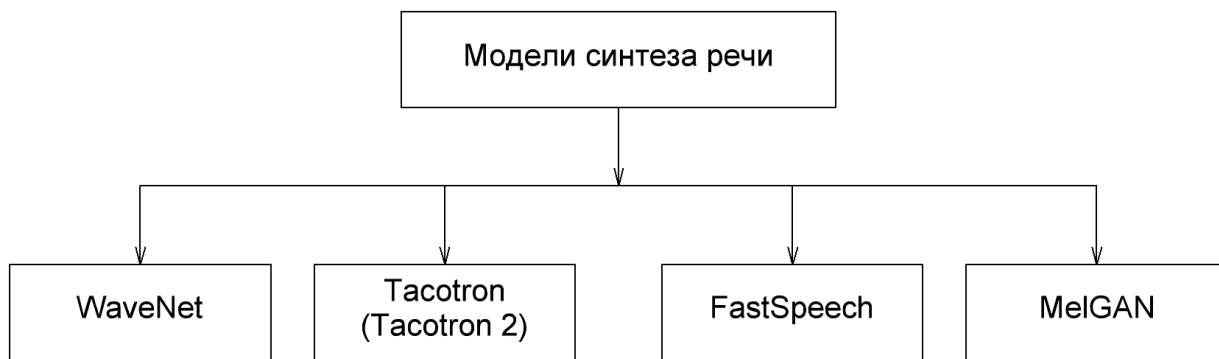 Модели синтеза речи
WaveNet
Tacotron
(Tacotron 2)
FastSpeech
MelGAN